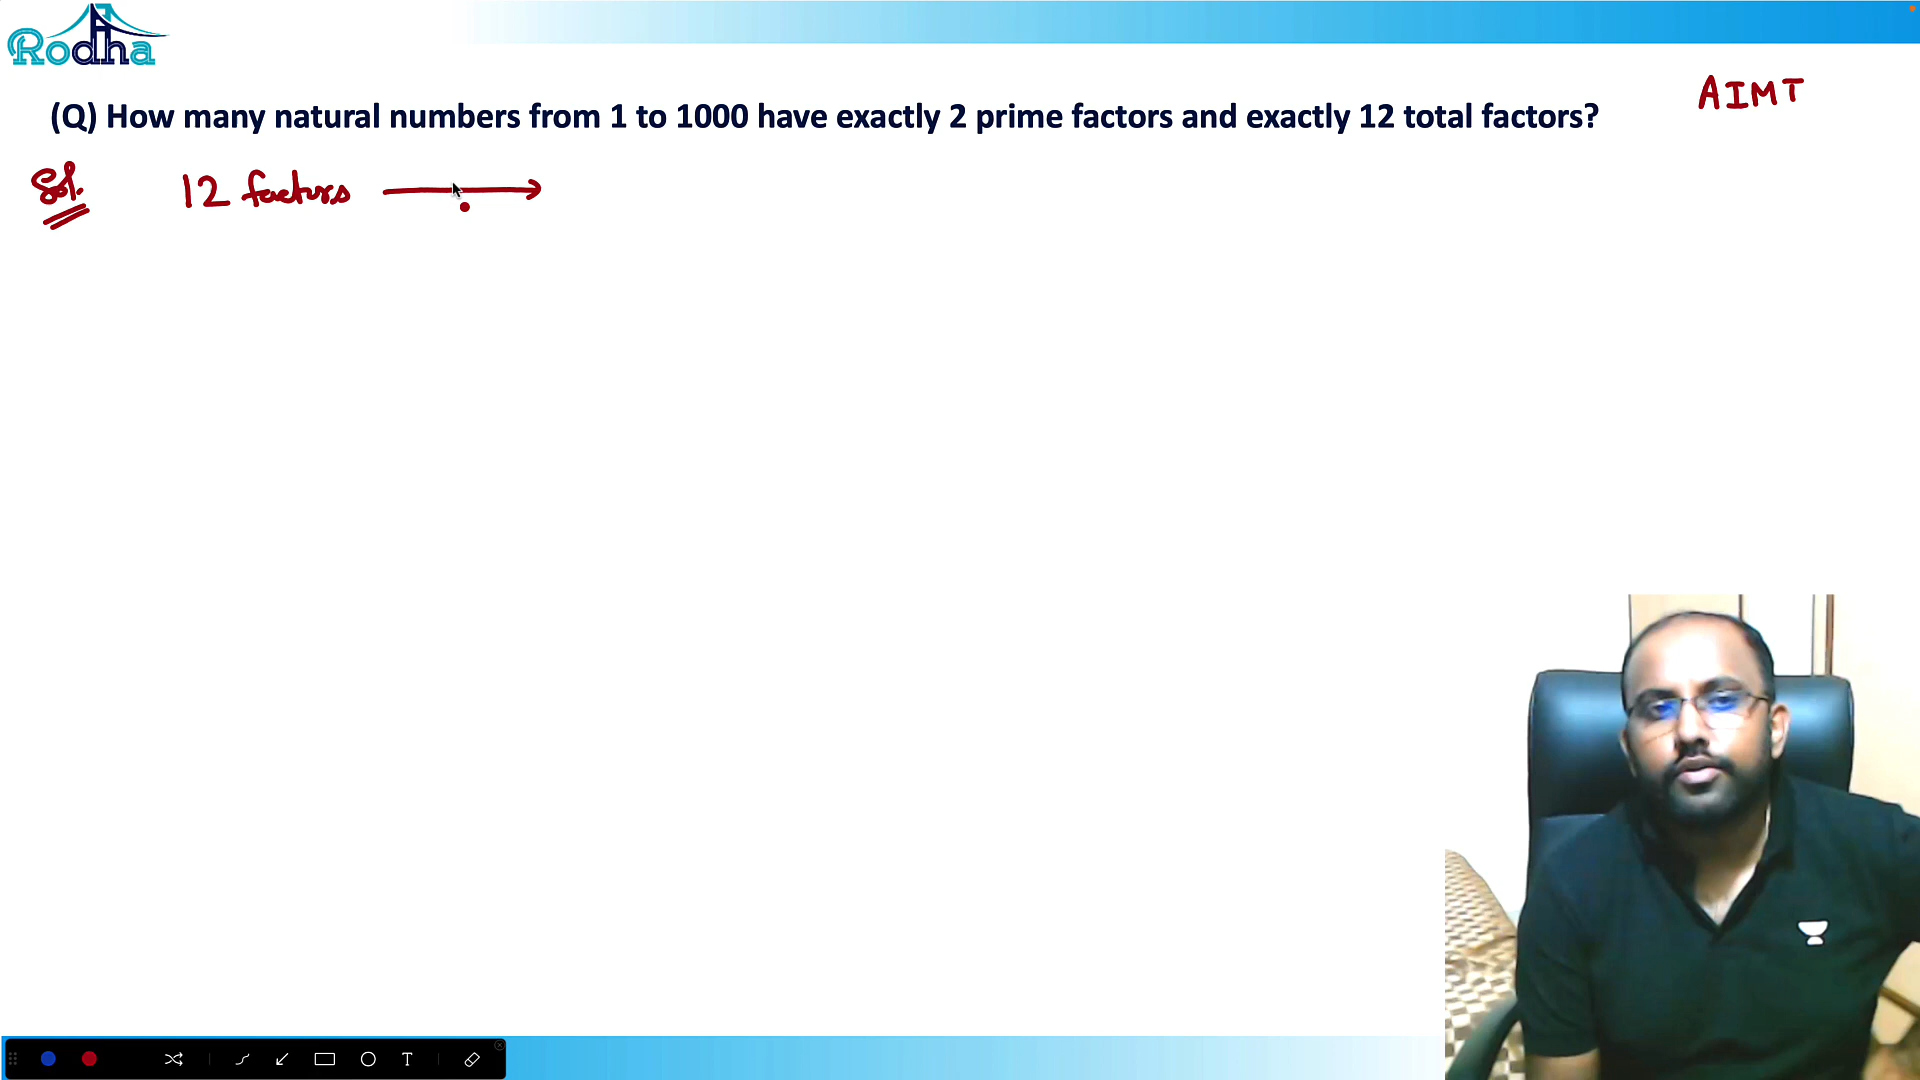 Rodha
AIMT
(Q) How many natural numbers from 1 to 1000 have exactly 2 prime factors and exactly 12 total factors?
Sol. 12 factors
T